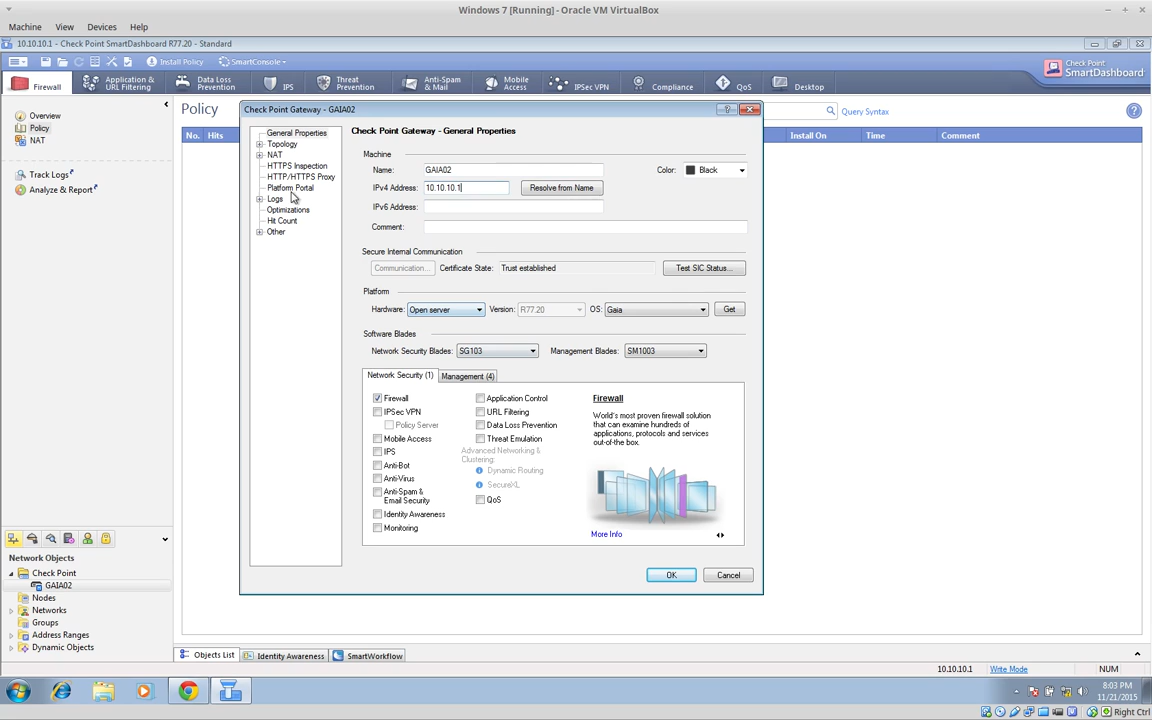 Windows 7 [Running] - Oracle VM VirtualBox
Machine View Devices Help
10.10.10.1 - Check Point SmartDashboard R77.20 - Standard
Install Policy SmartConsole
Firewall
Application & URL Filtering
Data Loss Prevention
IPS
Threat Prevention
Anti-Spam & Mail
Mobile Access
IPSec VPN
Compliance
QoS
Desktop
Check Point SmartDashboard
Overview
Policy
NAT
Track Logs
Analyze & Report
Policy
Query Syntax
No. Hits Install On Time Comment
Check Point Gateway - GAIA02
General Properties
Topology
NAT
HTTPS Inspection
HTTP/HTTPS Proxy
Platform Portal
Logs
Optimizations
Hit Count
Other
Check Point Gateway - General Properties
Machine
Name: GAIA02 Color: Black
IPv4 Address: 10.10.10.1 Resolve from Name
IPv6 Address:
Comment:
Secure Internal Communication
Communication... Certificate State: Trust established Test SIC Status...
Platform
Hardware: Open server Version: R77.20 OS: Gaia Get
Software Blades
Network Security Blades: SG103 Management Blades: SM1003
Network Security (1) Management (4)
Firewall
IPSec VPN
Policy Server
Mobile Access
IPS
Anti-Bot
Anti-Virus
Anti-Spam &
Email Security
Identity Awareness
Monitoring
Application Control
URL Filtering
Data Loss Prevention
Threat Emulation
Advanced Networking &
Clustering:
Dynamic Routing
SecureXL
QoS
Firewall
World's most proven firewall solution
that can examine hundreds of
applications, protocols and services
out-of-the box.
More Info
OK Cancel
Network Objects
Check Point
GAIA02
Nodes
Networks
Groups
Address Ranges
Dynamic Objects
Objects List Identity Awareness SmartWorkflow
10.10.10.1 Write Mode NUM
8:03 PM
11/21/2015
Right Ctrl